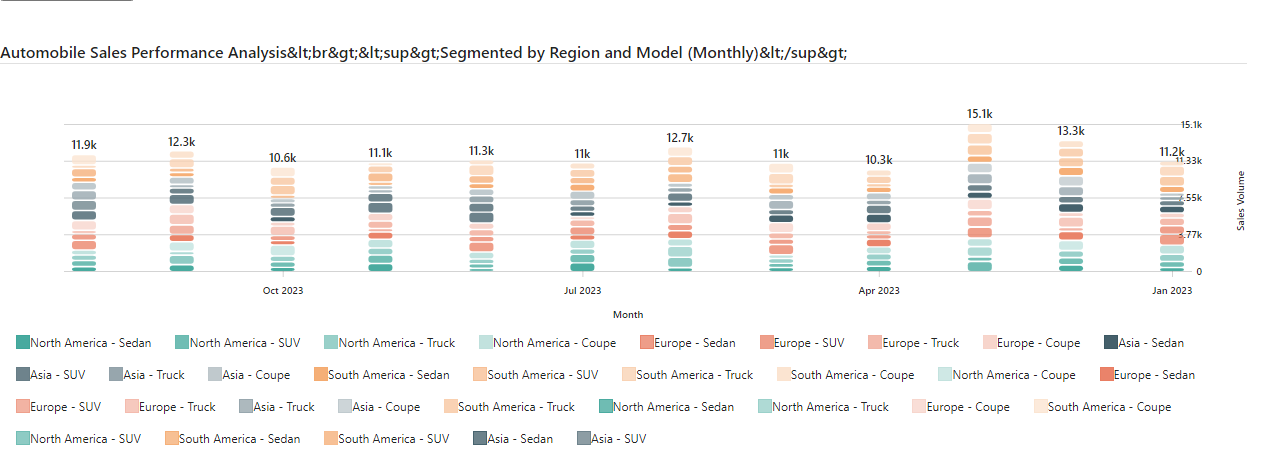 Automobile Sales Performance Analysis&lt;br&gt;&lt;sup&gt;Segmented by Region and Model (Monthly)&lt;/sup&gt;
15.1k
11.9k 12.3k 10.6k 11.1k 11.3k 11k 12.7k 11k 10.3k 13.3k 11.2k
15.1k
11.33k
7.55k
3.77k
0
Sales Volume
Oct 2023 Jul 2023 Apr 2023 Jan 2023
Month
North America - Sedan North America - SUV North America - Truck North America - Coupe Europe - Sedan Europe - SUV Europe - Truck Europe - Coupe Asia - Sedan
Asia - SUV Asia - Truck Asia - Coupe South America - Sedan South America - SUV South America - Truck South America - Coupe North America - Coupe Europe - Sedan
Europe - SUV Europe - Truck Asia - Truck Asia - Coupe South America - Truck North America - Sedan North America - Truck Europe - Coupe South America - Coupe
North America - SUV South America - Sedan South America - SUV Asia - Sedan Asia - SUV